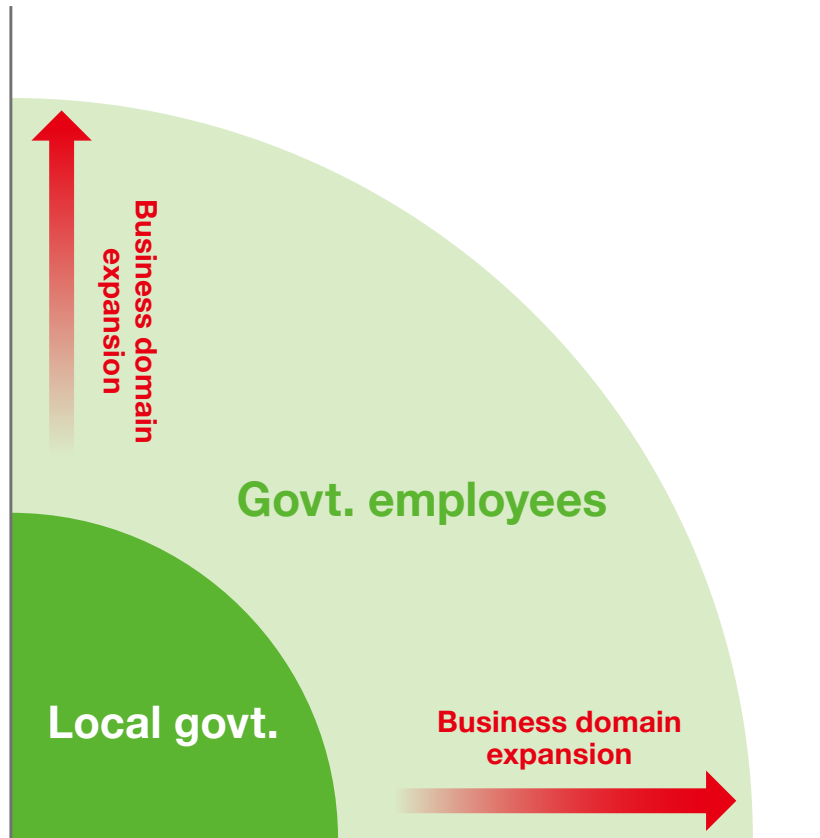 Business domain
expansion
Govt. employees
Local govt.
Business domain
expansion